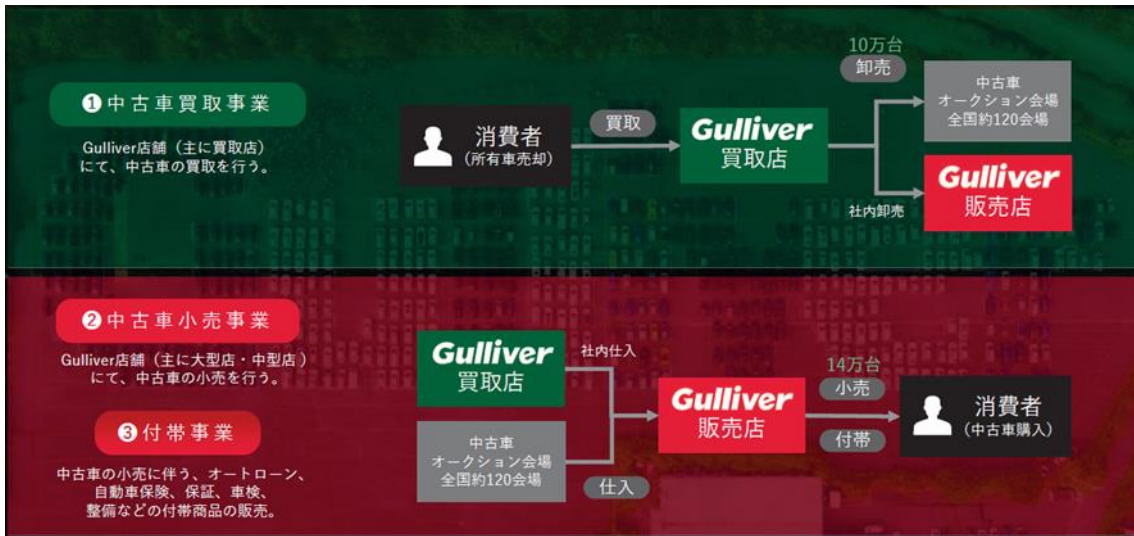 ❶中古車買取事業
Gulliver店舗（主に買取店）
にて、中古車の買取を行う。
消費者
（所有車売却）
買取
Gulliver
買取店
10万台
卸売
社内卸売
中古車
オークション会場
全国約120会場
Gulliver
販売店
❷中古車小売事業
Gulliver店舗（主に大型店・中型店）
にて、中古車の小売を行う。
❸付帯事業
中古車の小売に伴う、オートローン、
自動車保険、保証、車検、
整備などの付帯商品の販売。
Gulliver
買取店
社内仕入
中古車
オークション会場
全国約120会場
仕入
Gulliver
販売店
14万台
小売
付帯
消費者
（中古車購入）